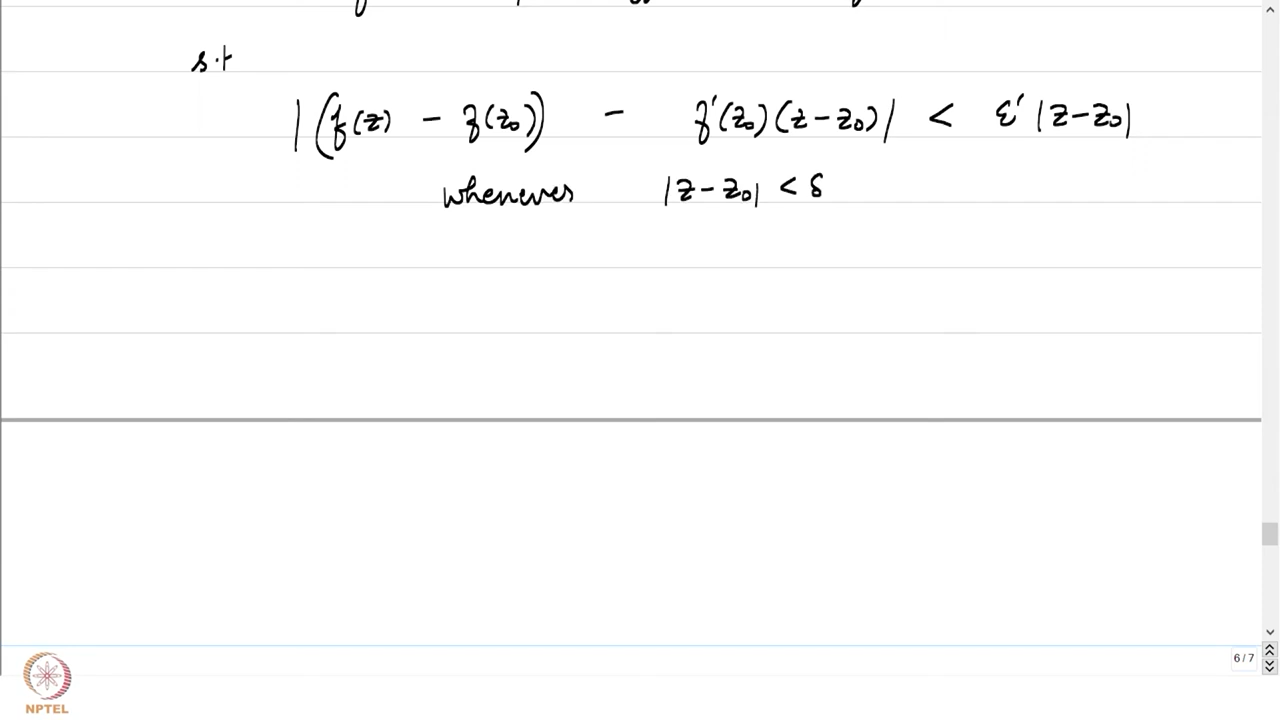 s.t
|(f(z) - f(z₀)) - f'(z₀)(z-z₀)| < ε'|z-z₀|
whenever |z-z₀| < δ
6/7
NPTEL